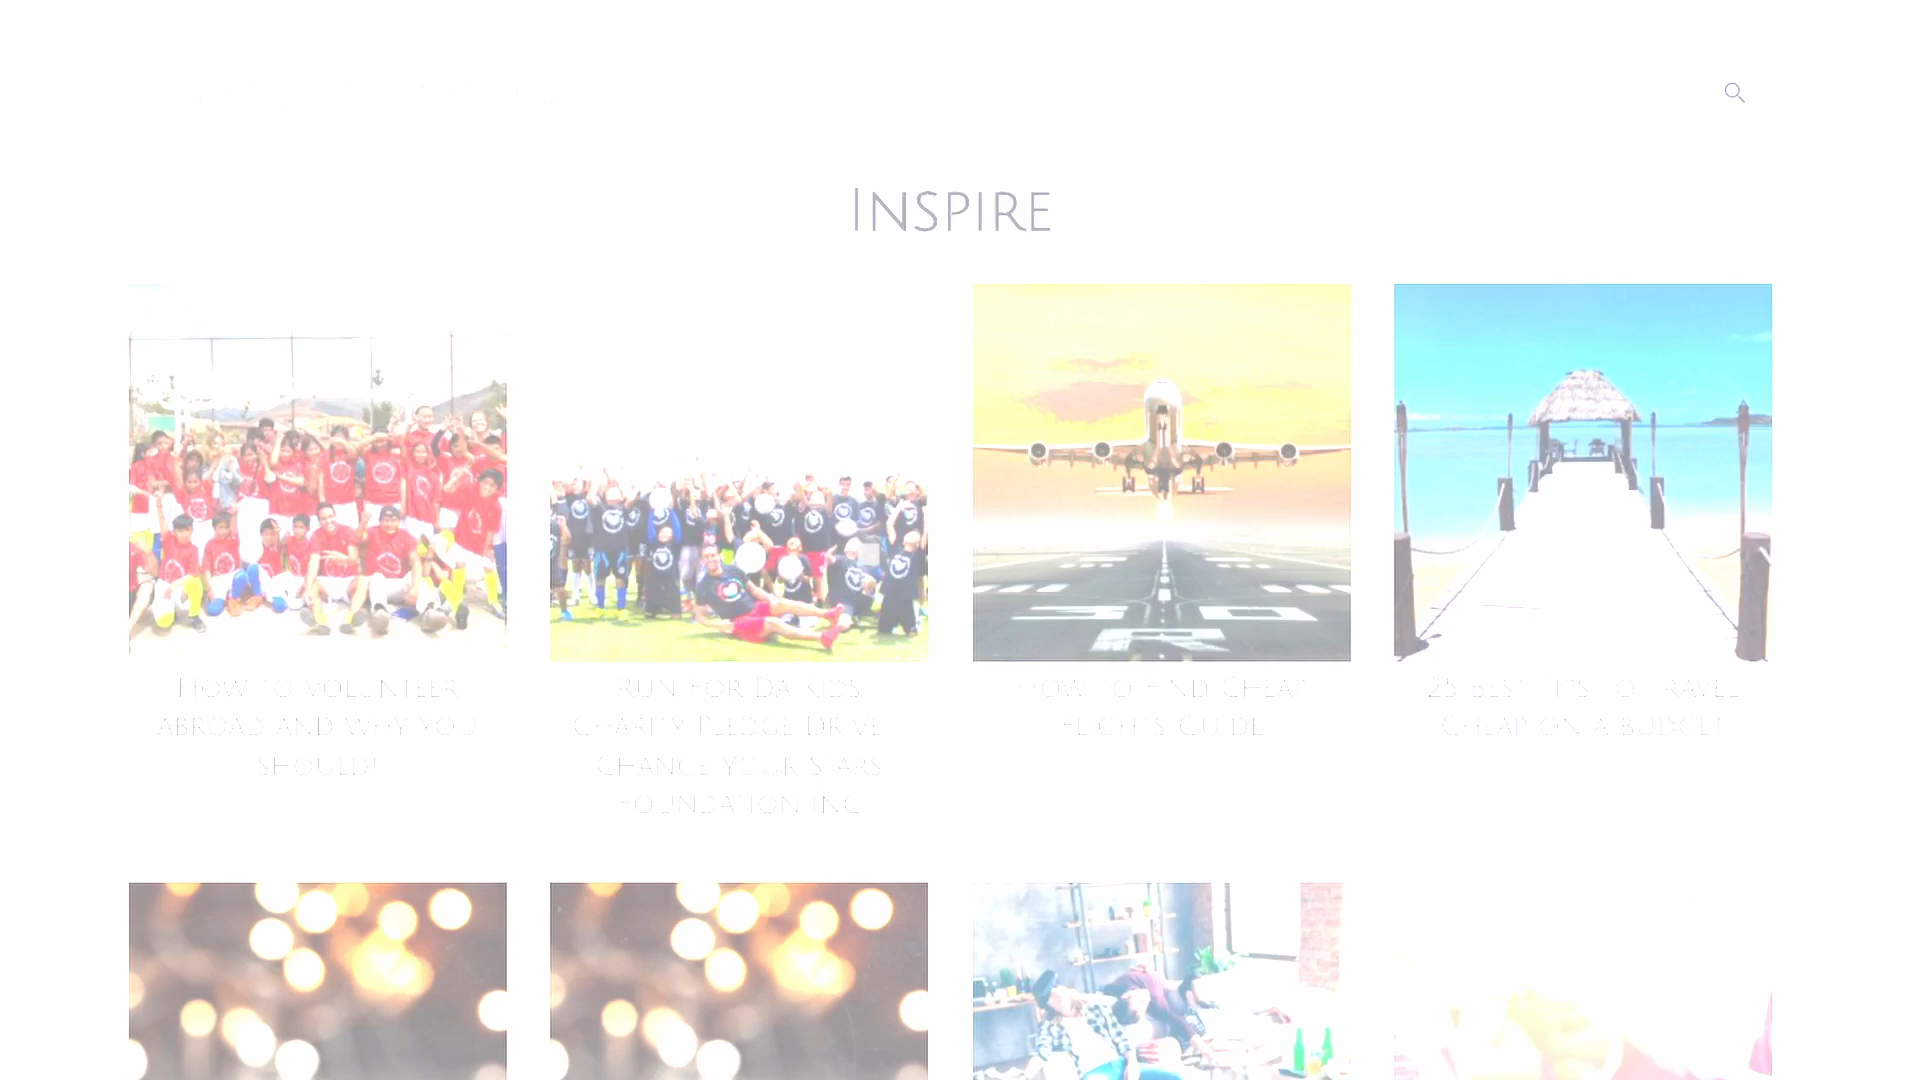 Inspire
How to volunteer
abroad and why you
should!
Run For Da Kids
Charity Pledge Drive
Change Your Stars
Foundation Inc
How to Find Cheap
Flights Guide
25 Best Tips to Travel
Cheap on a Budget